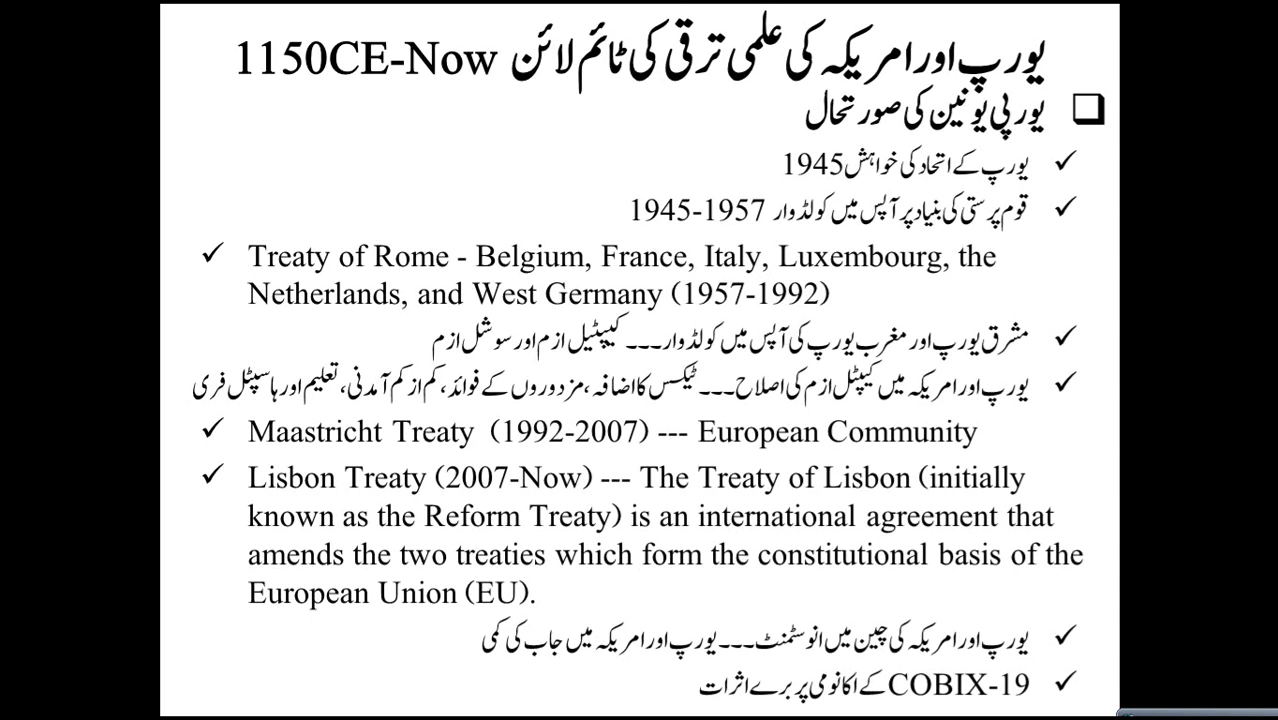 یورپ اور امریکہ کی علمی ترقی کی ٹائم لائن 1150CE-Now
یورپی یونین کی صورتحال
یورپ کے اتحاد کی خواہش 1945
قوم پرستی کی بنیاد پر آپس میں کولڈ وار 1945-1957
Treaty of Rome - Belgium, France, Italy, Luxembourg, the
Netherlands, and West Germany (1957-1992)
مشرق یورپ اور مغرب یورپ کی آپس میں کولڈ وار۔۔۔ کیپٹیل ازم اور سوشل ازم
یورپ اور امریکہ میں کیپٹل ازم کی اصلاح۔۔۔ ٹیکس کا اضافہ، مزدوروں کے فوائد، کم از کم آمدنی، تعلیم اور ہاسپٹل فری
Maastricht Treaty (1992-2007) --- European Community
Lisbon Treaty (2007-Now) --- The Treaty of Lisbon (initially
known as the Reform Treaty) is an international agreement that
amends the two treaties which form the constitutional basis of the
European Union (EU).
یورپ اور امریکہ کی چین میں انوسٹمنٹ۔۔۔ یورپ اور امریکہ میں جاب کی کمی
COBIX-19 کے اکانومی پر برے اثرات